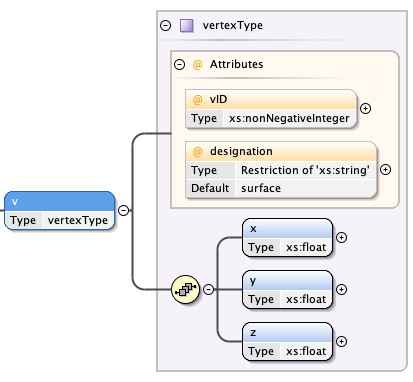 vertexType
@ Attributes
@ vID
Type xs:nonNegativeInteger
@ designation
Type Restriction of 'xs:string'
Default surface
v
Type vertexType
x
Type xs:float
y
Type xs:float
z
Type xs:float